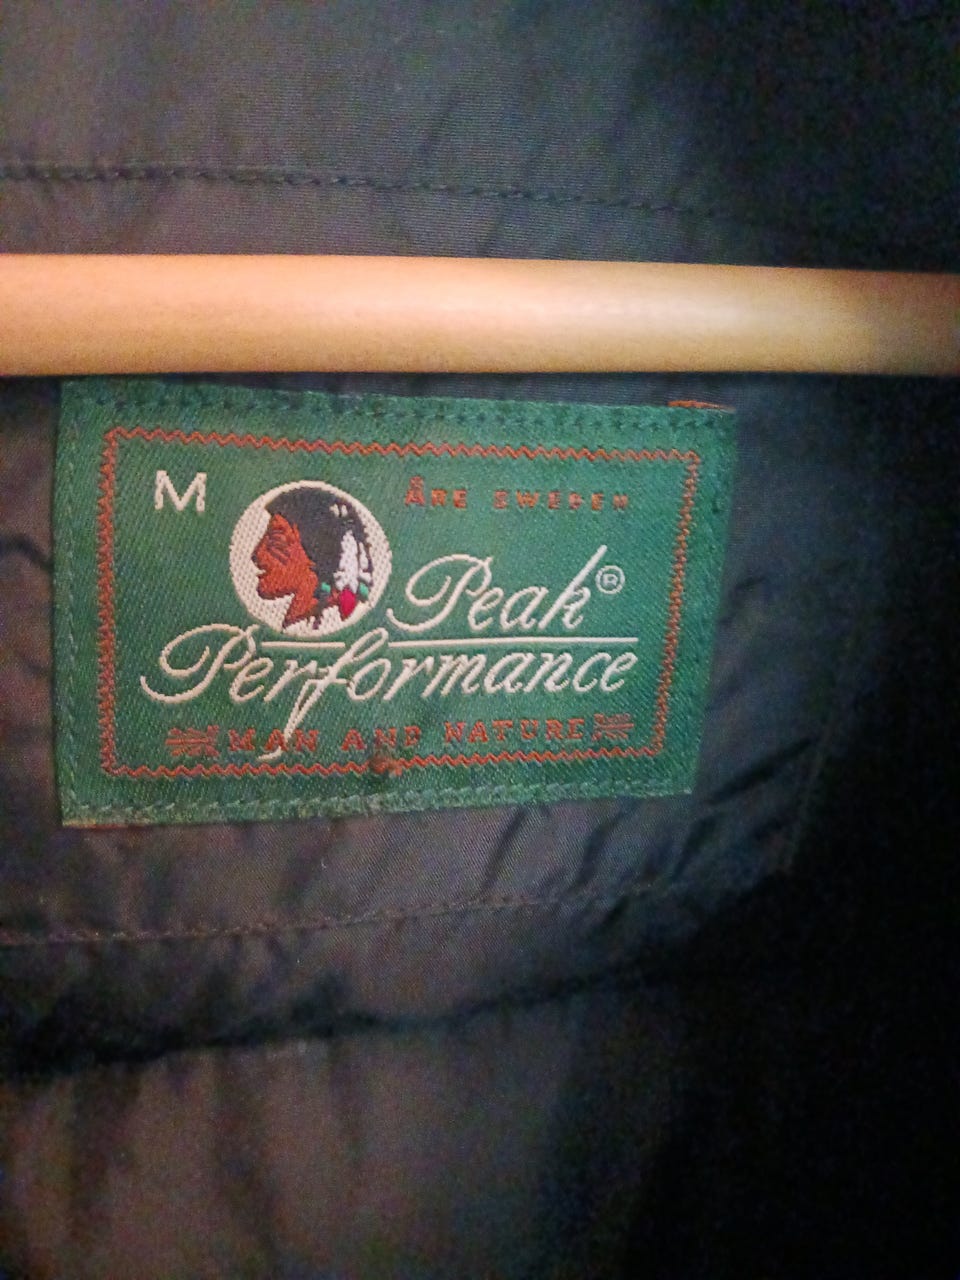 M
Åre Sweden
Peak®
Performance
MAN AND NATURE